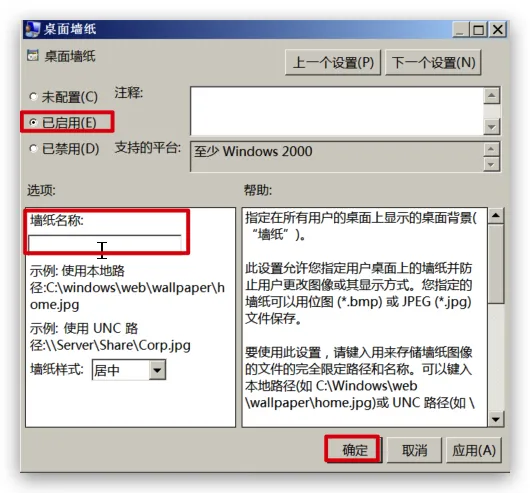 桌面墙纸
桌面墙纸
上一个设置(P)
下一个设置(N)
未配置(C)
注释:
已启用(E)
已禁用(D)
支持的平台:
至少 Windows 2000
选项:
帮助:
墙纸名称:
示例: 使用本地路
径:C:\windows\web\wallpaper\h
ome.jpg
示例: 使用 UNC 路
径:\\Server\Share\Corp.jpg
墙纸样式:
居中
指定在所有用户的桌面上显示的桌面背景(
“墙纸”)。
此设置允许您指定用户桌面上的墙纸并防
止用户更改图像或其显示方式。您指定的
墙纸可以用位图 (*.bmp) 或 JPEG (*.jpg)
文件保存。
要使用此设置，请键入用来存储墙纸图像
的文件的完全限定路径和名称。可以键入
本地路径(如 C:\Windows\web
\wallpaper\home.jpg)或 UNC 路径(如 \
确定
取消
应用(A)